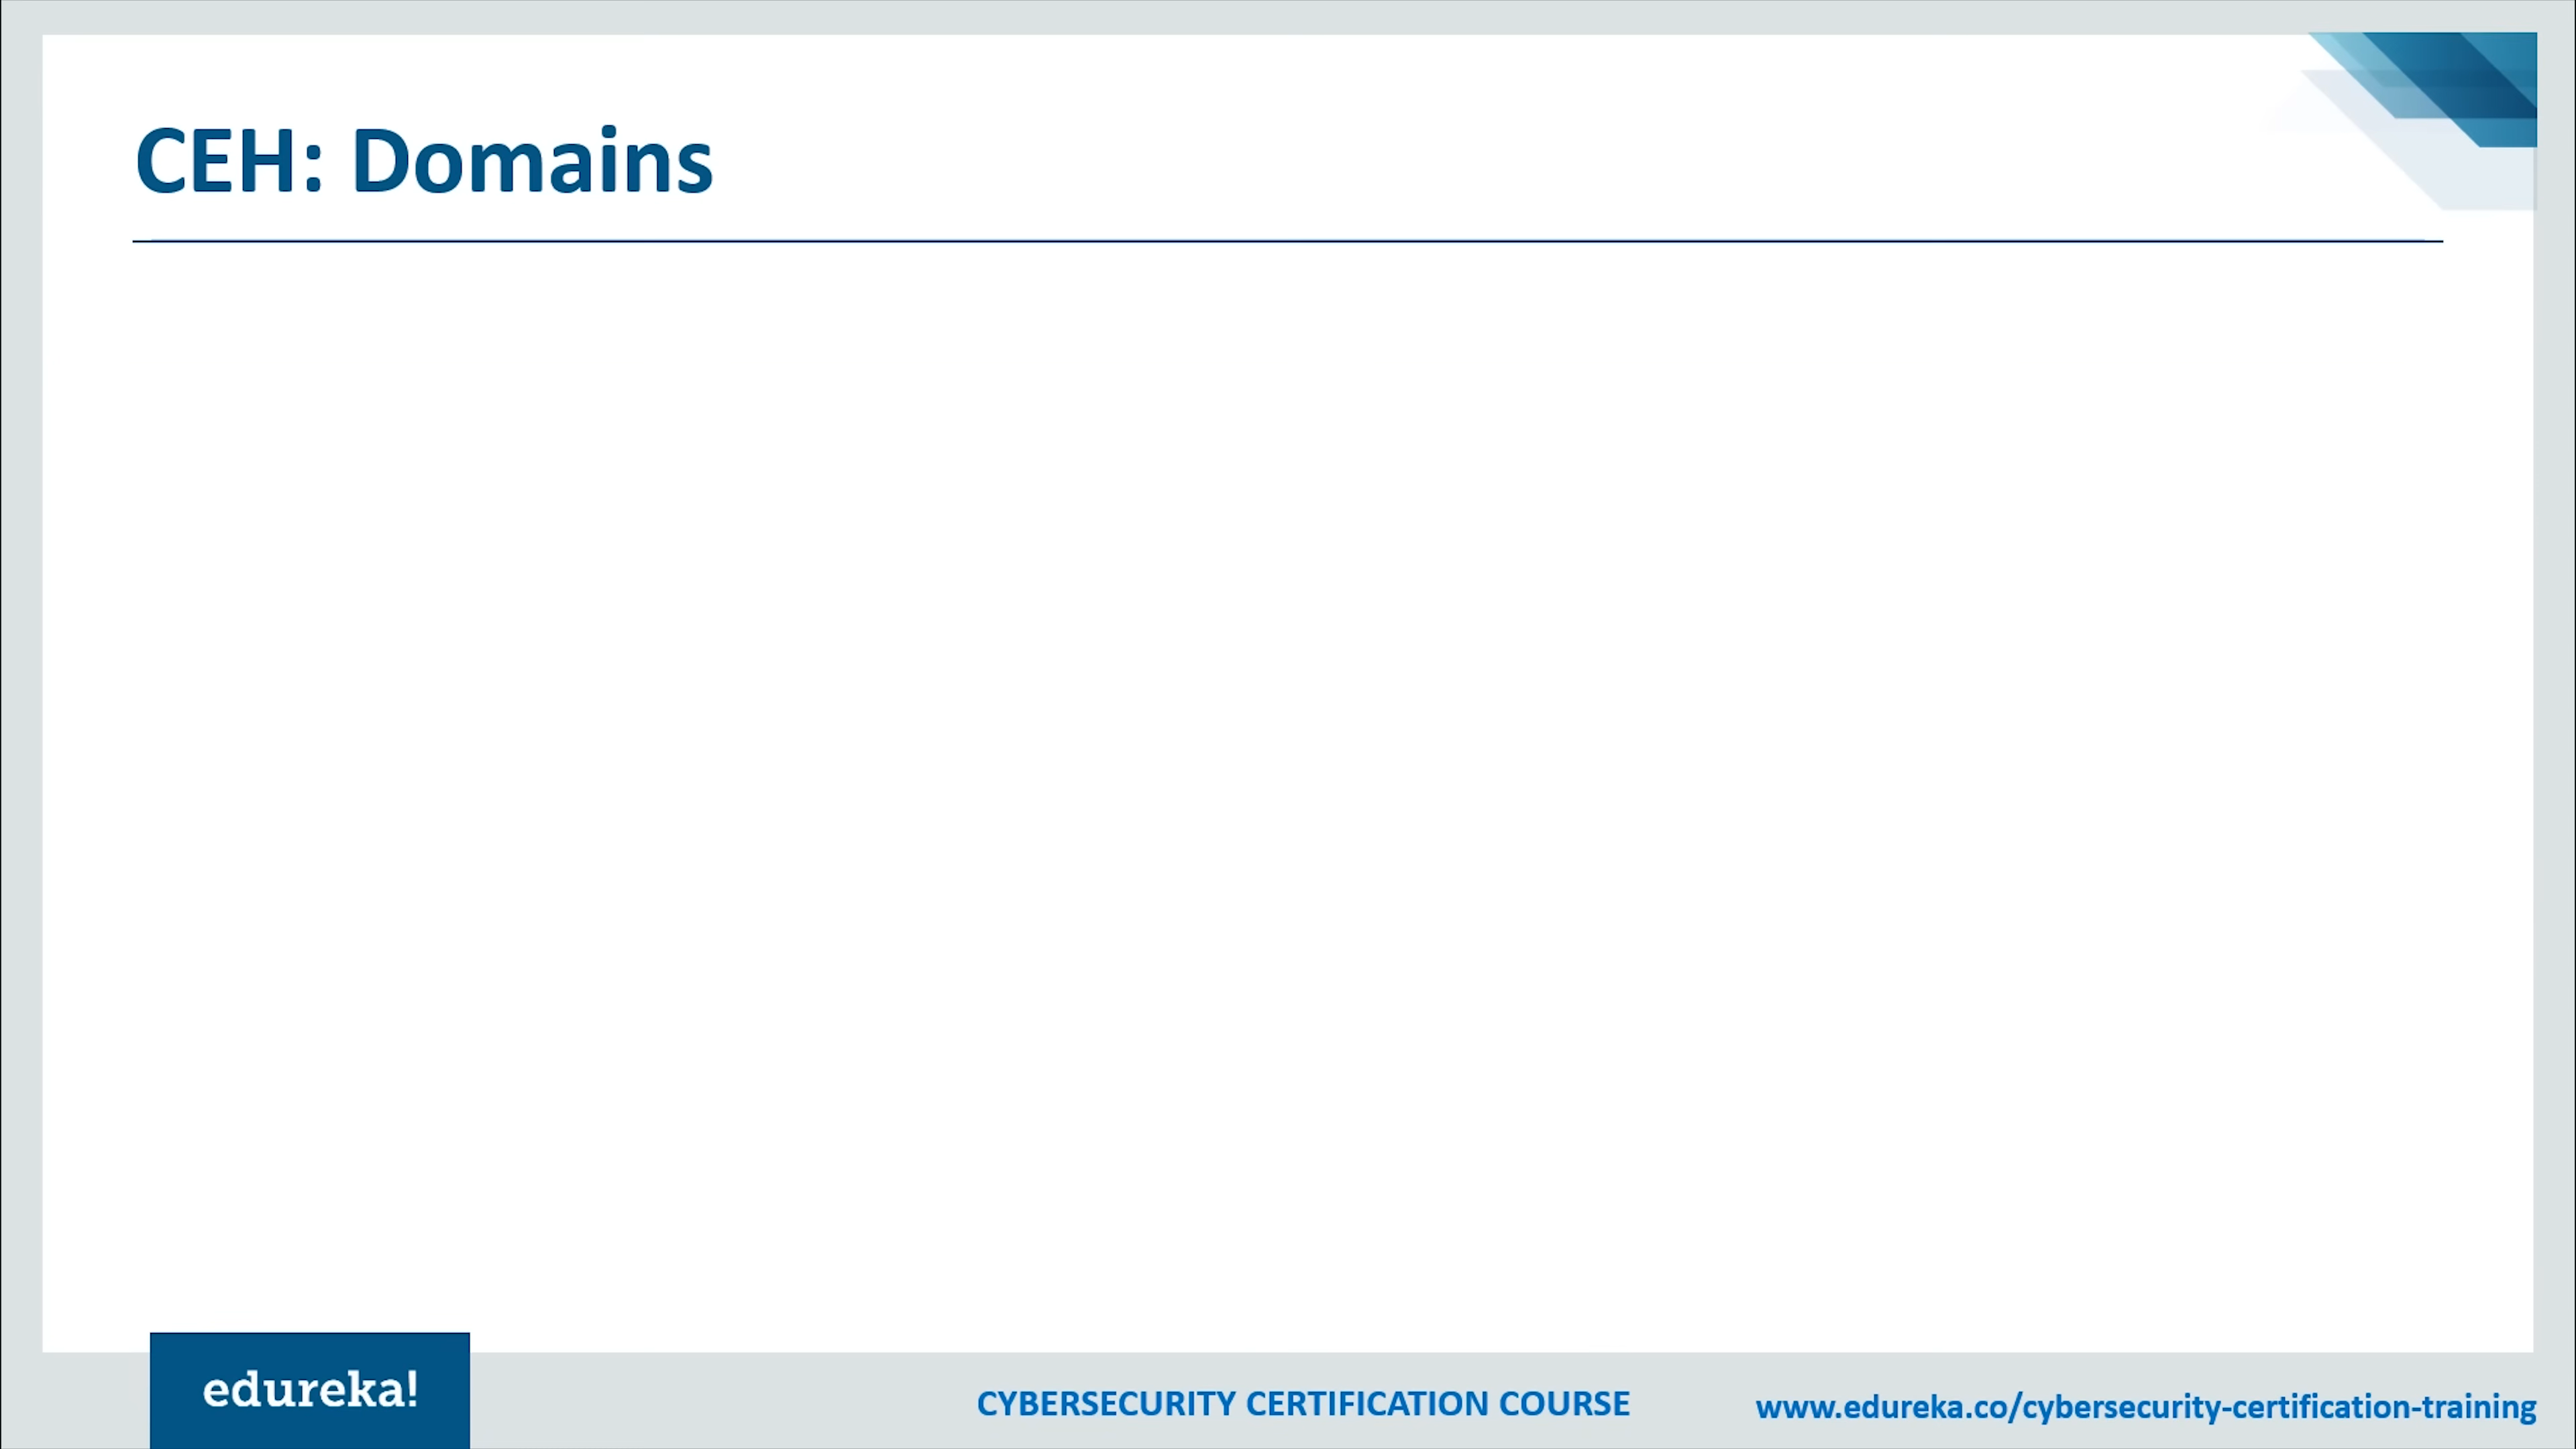 CEH: Domains
edureka!
CYBERSECURITY CERTIFICATION COURSE
www.edureka.co/cybersecurity-certification-training